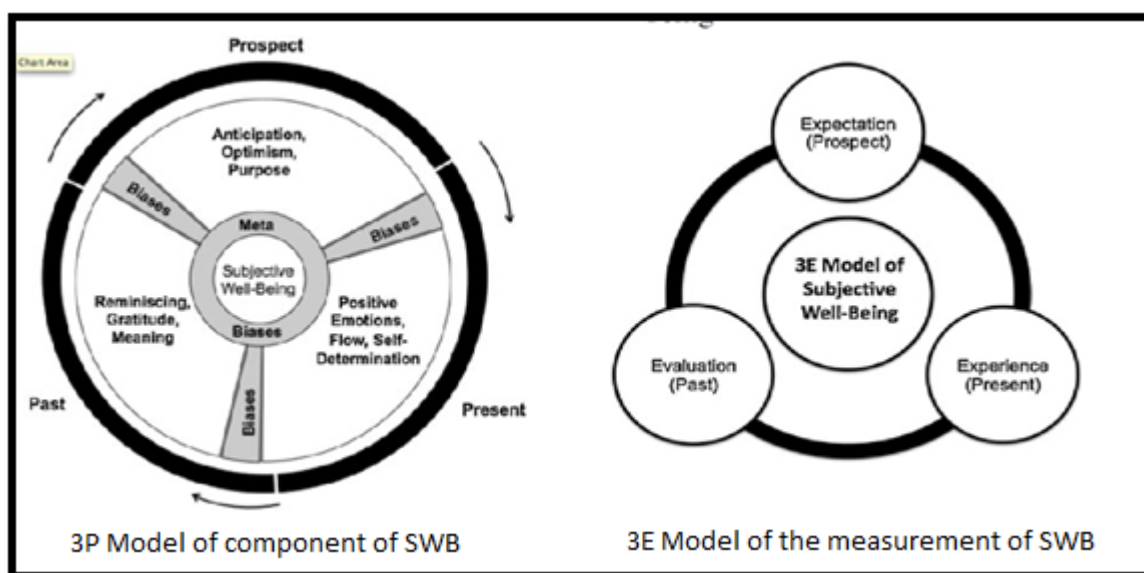 Chart Area
Prospect
Anticipation,
Optimism,
Purpose
Biases
Biases
Meta
Subjective
Well-Being
Biases
Reminiscing,
Gratitude,
Meaning
Positive
Emotions,
Flow, Self-
Determination
Biases
Past
Present
3P Model of component of SWB
Expectation
(Prospect)
3E Model of
Subjective
Well-Being
Evaluation
(Past)
Experience
(Present)
3E Model of the measurement of SWB